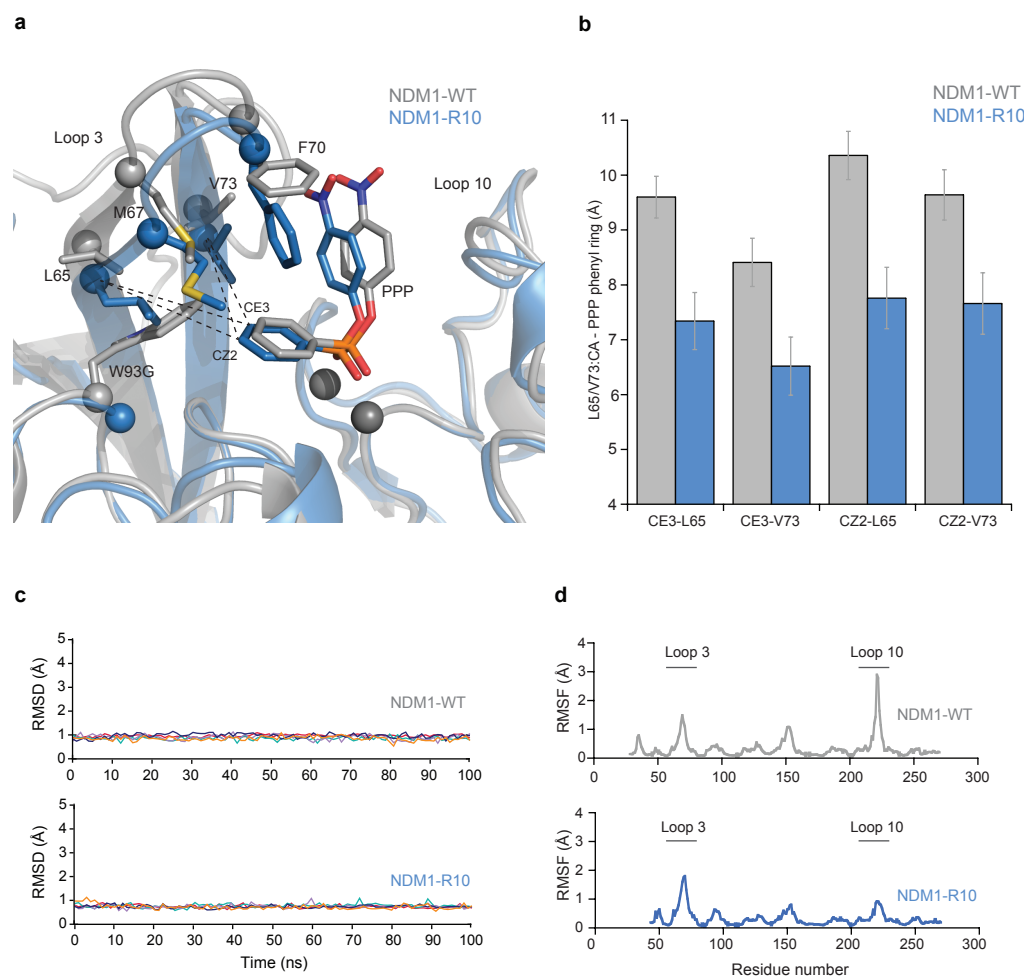 a
NDM1-WT
NDM1-R10
Loop 3
F70
V73
Loop 10
M67
L65
CE3
PPP
CZ2
W93G
b
NDM1-WT
NDM1-R10
L65/V73:CA - PPP phenyl ring (Å)
11
10
9
8
7
6
5
4
CE3-L65
CE3-V73
CZ2-L65
CZ2-V73
c
RMSD (Å)
5
4
3
2
1
0
NDM1-WT
0 10 20 30 40 50 60 70 80 90 100
RMSD (Å)
5
4
3
2
1
0
NDM1-R10
0 10 20 30 40 50 60 70 80 90 100
Time (ns)
d
RMSF (Å)
4
3
2
1
0
Loop 3
Loop 10
NDM1-WT
0 50 100 150 200 250 300
RMSF (Å)
4
3
2
1
0
Loop 3
Loop 10
NDM1-R10
0 50 100 150 200 250 300
Residue number